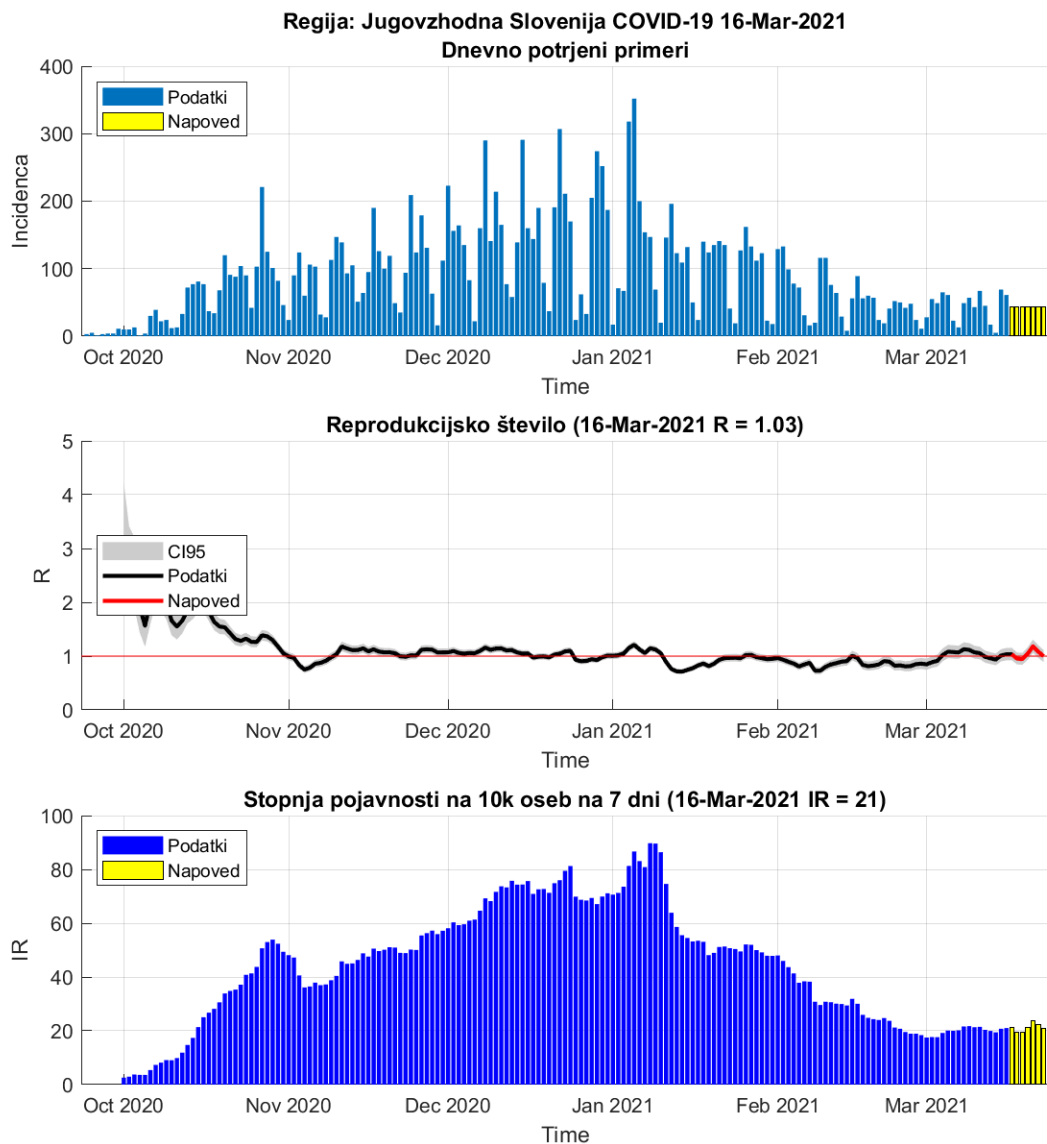 Regija: Jugovzhodna Slovenija COVID-19 16-Mar-2021
Dnevno potrjeni primeri
400
300
200
100
0
Incidenca
Podatki
Napoved
Oct 2020 Nov 2020 Dec 2020 Jan 2021 Feb 2021 Mar 2021
Time
Reprodukcijsko število (16-Mar-2021 R = 1.03)
5
4
3
2
1
0
R
CI95
Podatki
Napoved
Oct 2020 Nov 2020 Dec 2020 Jan 2021 Feb 2021 Mar 2021
Time
Stopnja pojavnosti na 10k oseb na 7 dni (16-Mar-2021 IR = 21)
100
80
60
40
20
0
IR
Podatki
Napoved
Oct 2020 Nov 2020 Dec 2020 Jan 2021 Feb 2021 Mar 2021
Time